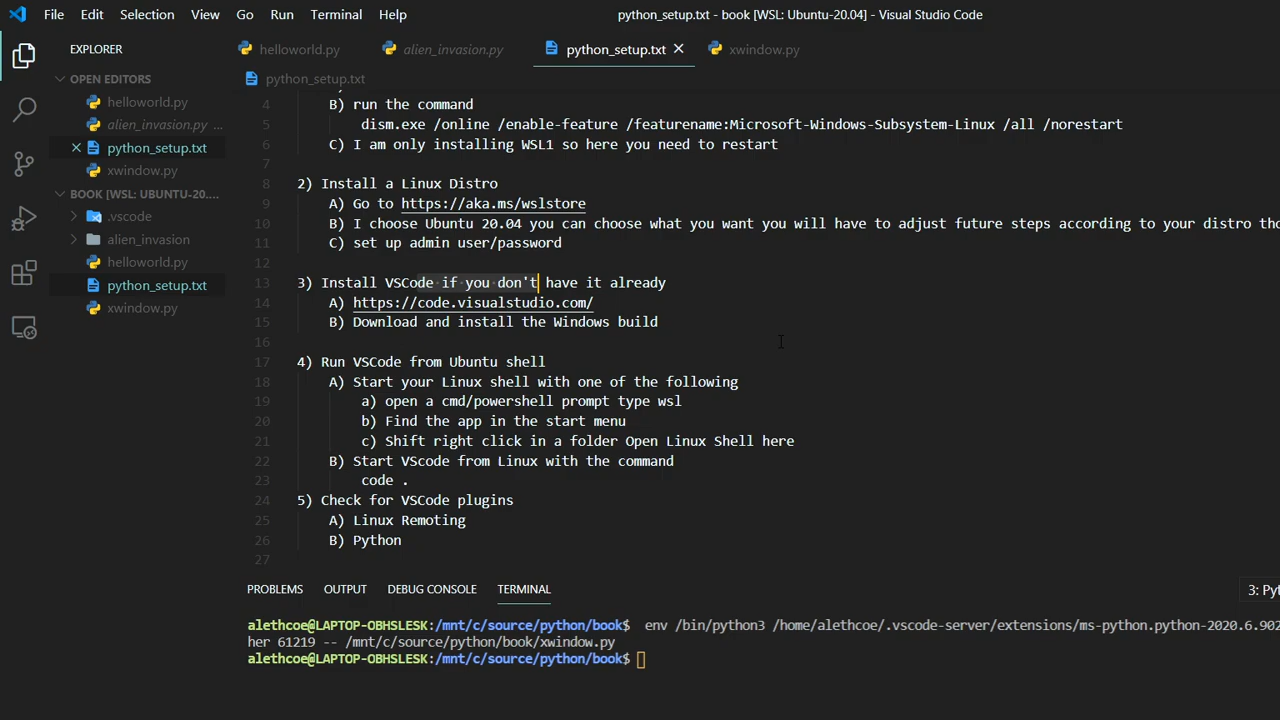 File Edit Selection View Go Run Terminal Help python_setup.txt - book [WSL: Ubuntu-20.04] - Visual Studio Code
EXPLORER
OPEN EDITORS
helloworld.py
alien_invasion.py ...
python_setup.txt
xwindow.py
BOOK [WSL: UBUNTU-20....
.vscode
alien_invasion
helloworld.py
python_setup.txt
xwindow.py
helloworld.py alien_invasion.py python_setup.txt xwindow.py
python_setup.txt
4 B) run the command
5 dism.exe /online /enable-feature /featurename:Microsoft-Windows-Subsystem-Linux /all /norestart
6 C) I am only installing WSL1 so here you need to restart
7
8 2) Install a Linux Distro
9 A) Go to https://aka.ms/wslstore
10 B) I choose Ubuntu 20.04 you can choose what you want you will have to adjust future steps according to your distro tho
11 C) set up admin user/password
12
13 3) Install VSCode if you don't have it already
14 A) https://code.visualstudio.com/
15 B) Download and install the Windows build
16
17 4) Run VSCode from Ubuntu shell
18 A) Start your Linux shell with one of the following
19 a) open a cmd/powershell prompt type wsl
20 b) Find the app in the start menu
21 c) Shift right click in a folder Open Linux Shell here
22 B) Start VScode from Linux with the command
23 code .
24 5) Check for VSCode plugins
25 A) Linux Remoting
26 B) Python
27
PROBLEMS OUTPUT DEBUG CONSOLE TERMINAL 3: Pyt
alethcoe@LAPTOP-OBHSLESK:/mnt/c/source/python/book$ env /bin/python3 /home/alethcoe/.vscode-server/extensions/ms-python.python-2020.6.902
her 61219 -- /mnt/c/source/python/book/xwindow.py
alethcoe@LAPTOP-OBHSLESK:/mnt/c/source/python/book$